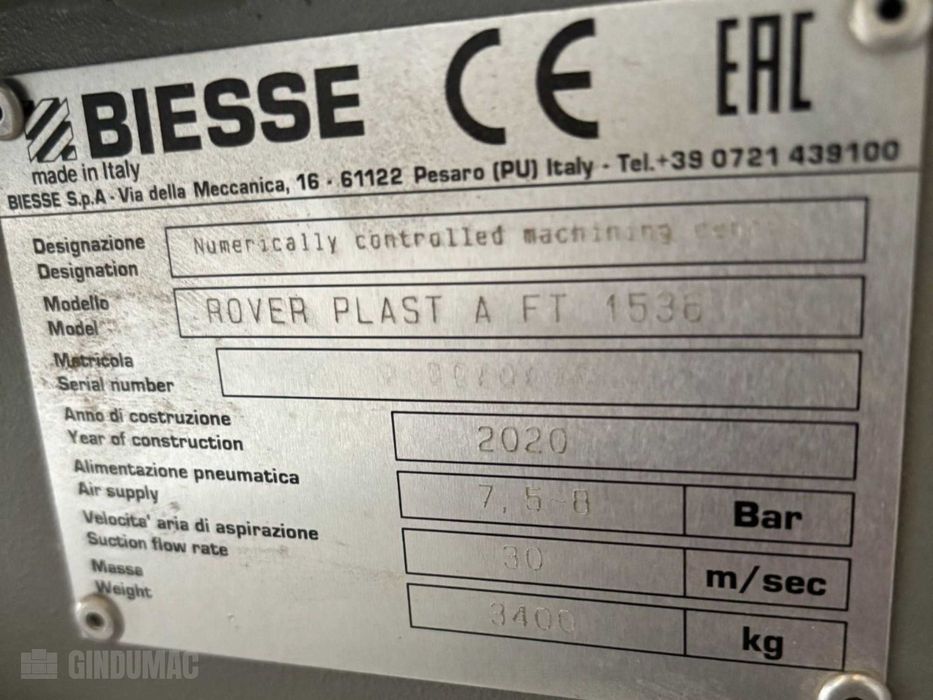 BIESSE CE EAC
made in Italy
BIESSE S.p.A - Via della Meccanica, 16 - 61122 Pesaro (PU) Italy - Tel.+39 0721 439100
Designazione
Designation
Numerically controlled machining
Modello
Model
ROVER PLAST A FT 1536
Matricola
Serial number
Anno di costruzione
Year of construction
2020
Alimentazione pneumatica
Air supply
7,5-8 Bar
Velocita' aria di aspirazione
Suction flow rate
30 m/sec
Masse
Weight
3400 kg
GINDUMAC